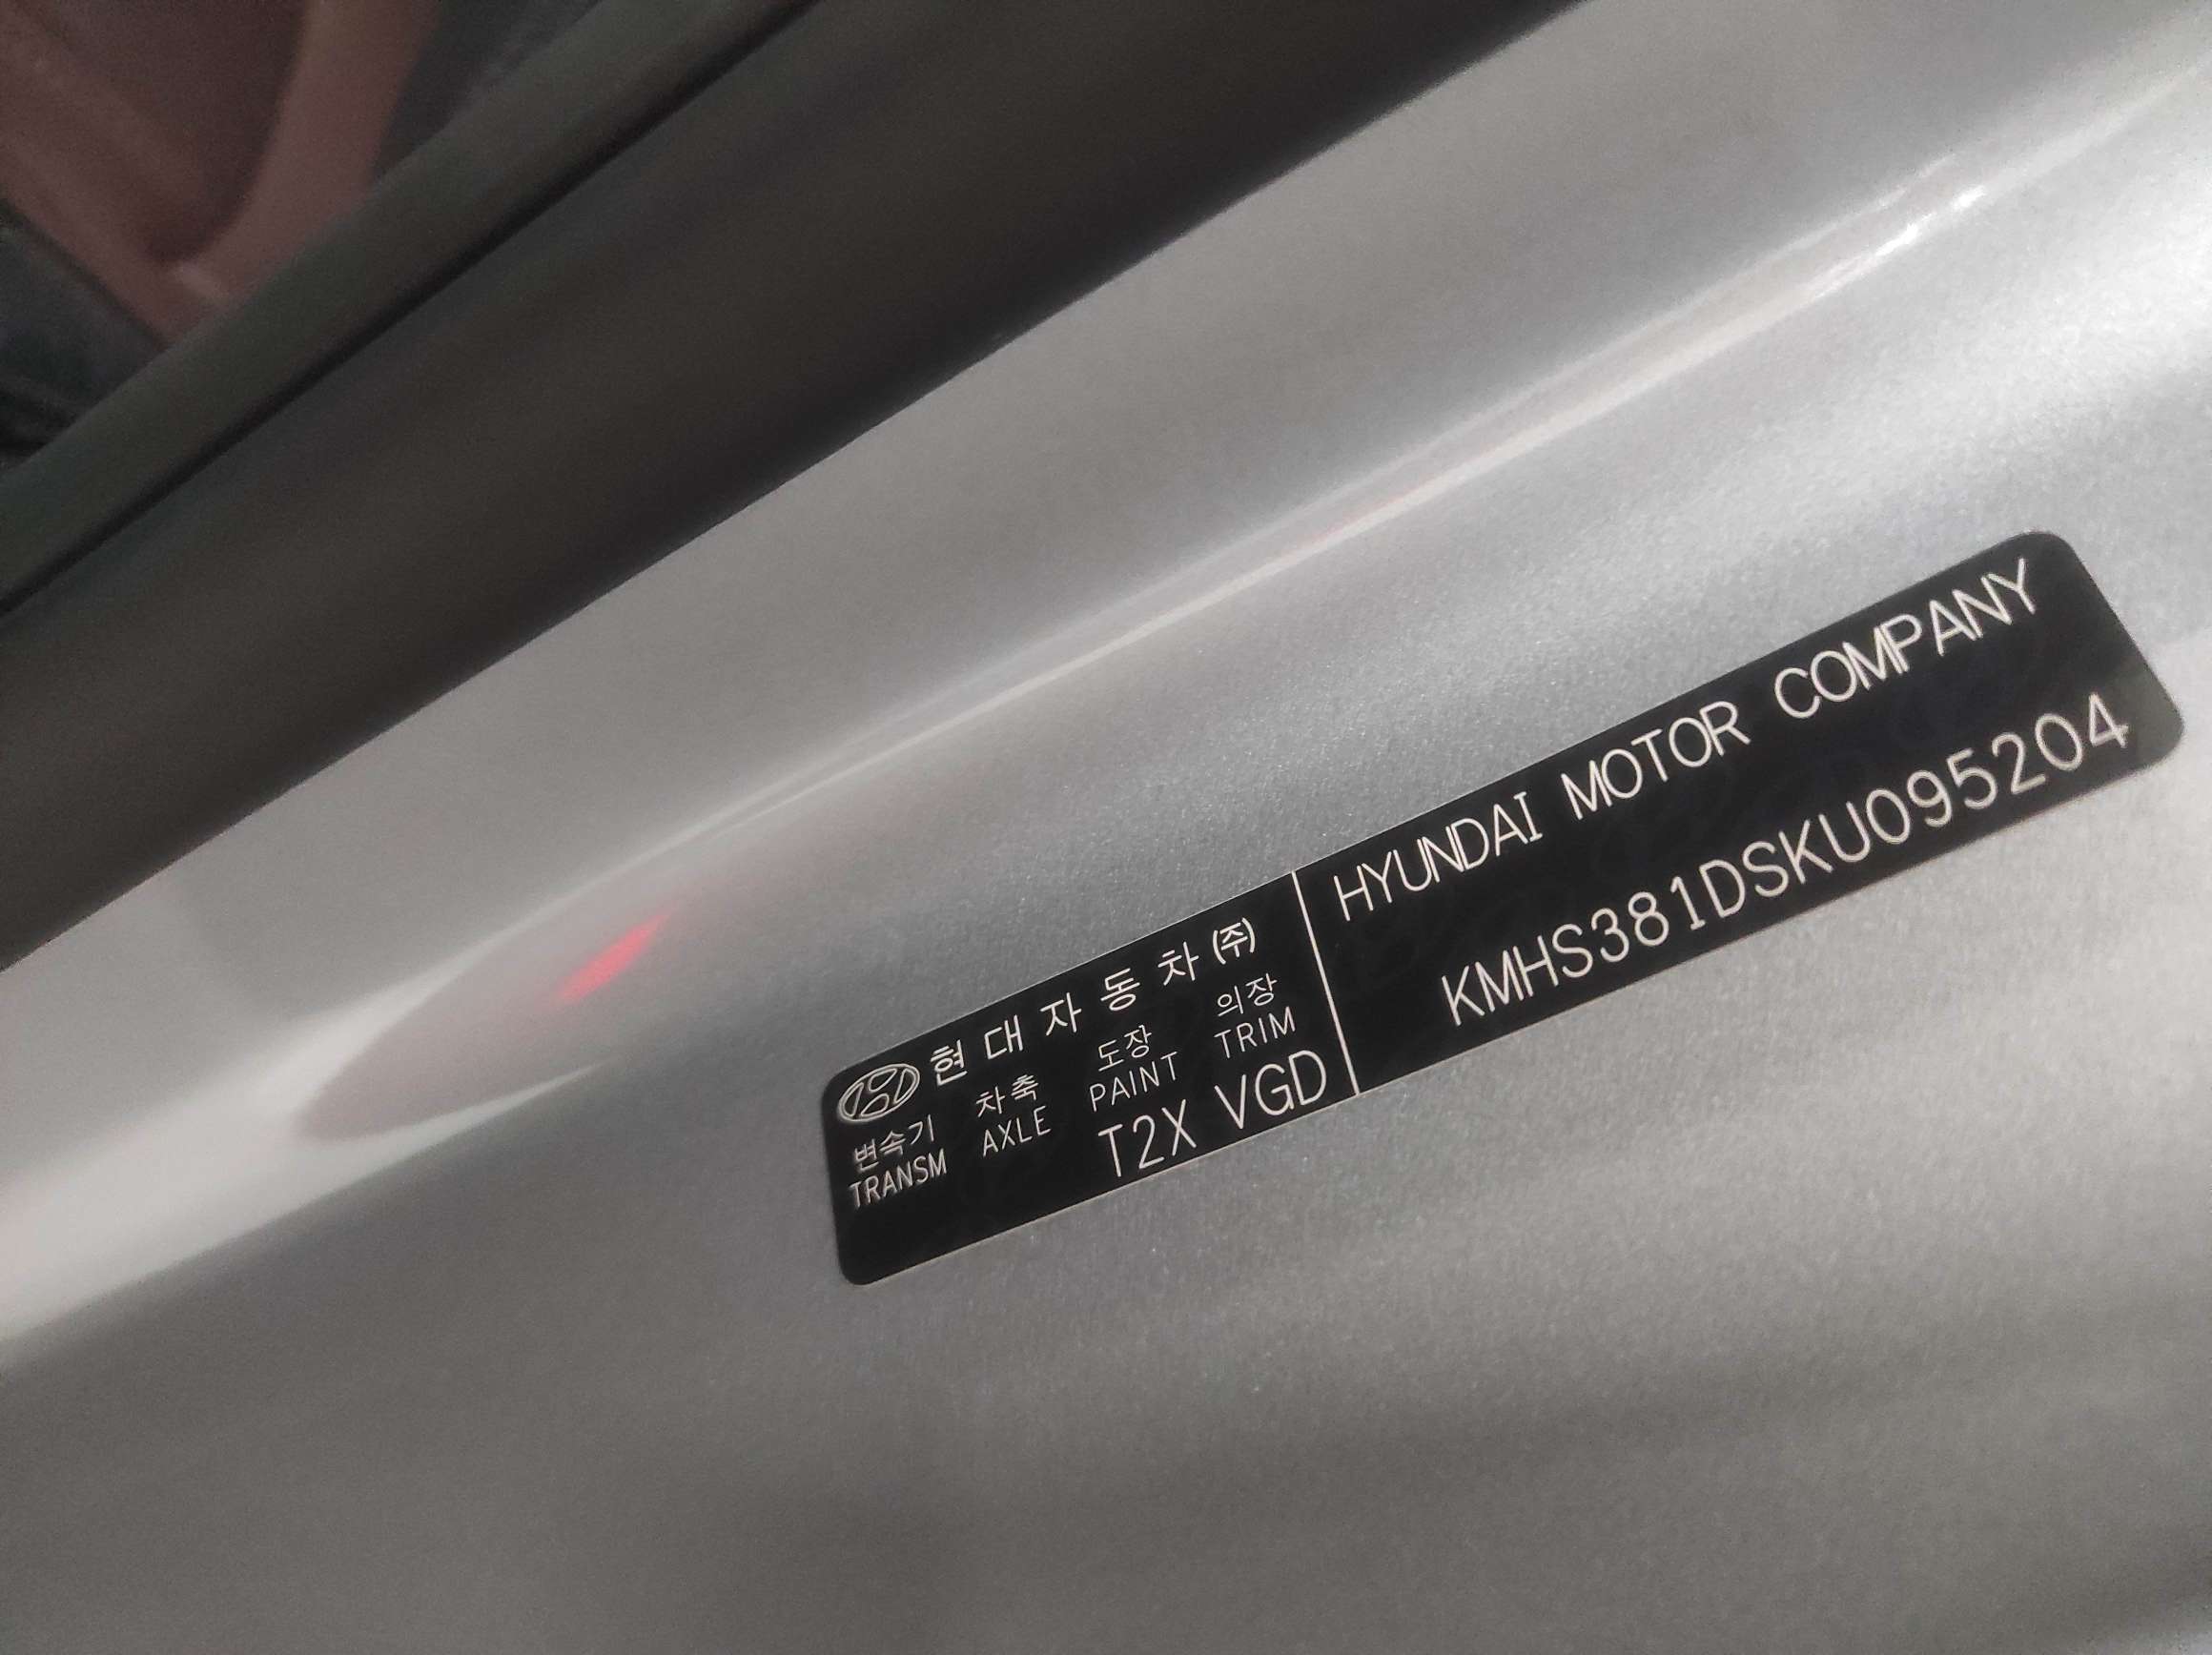 현대자동차(주)
변속기 차축 도장 의장
TRANSM AXLE PAINT TRIM
T2X VGD
HYUNDAI MOTOR COMPANY
KMHS381DSKU095204